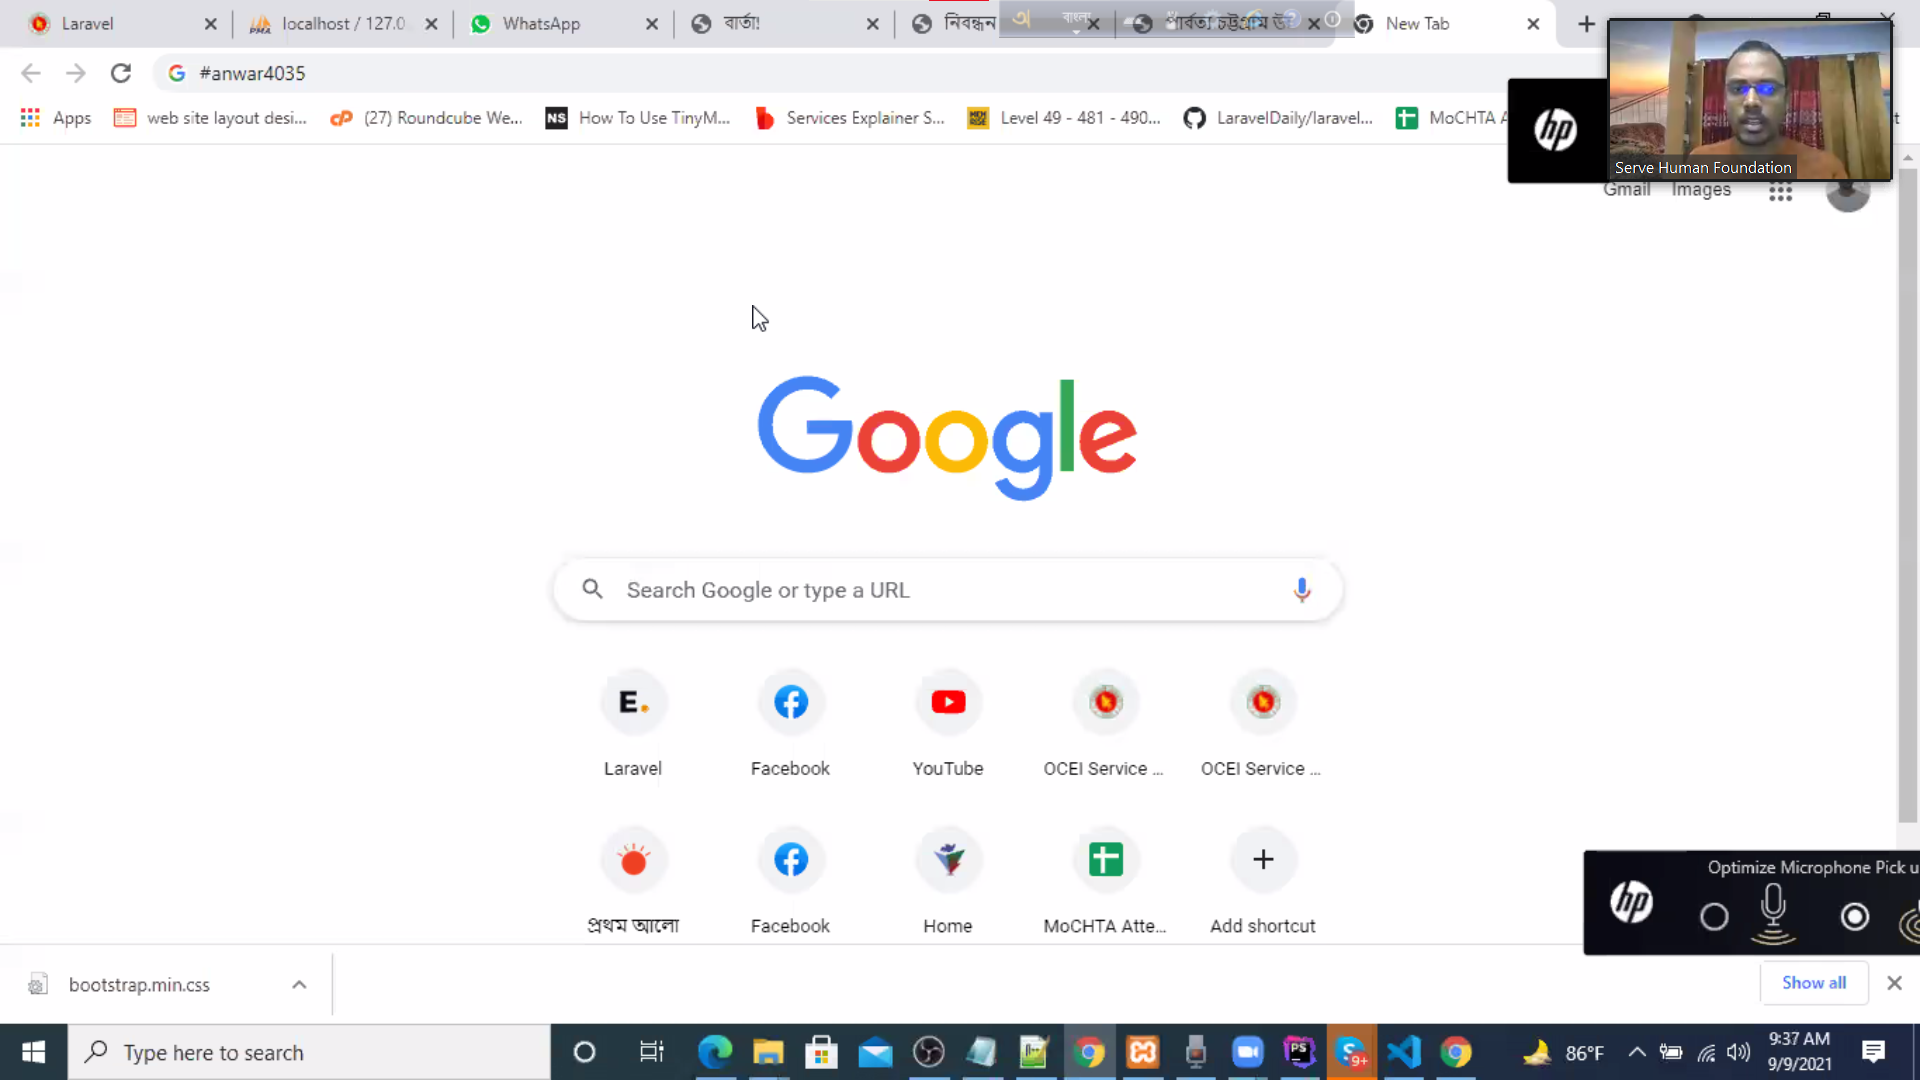 Laravel
localhost / 127.0
WhatsApp
বার্তা!
নিবন্ধন
পার্বত্য চট্টগ্রাম উ
New Tab
#anwar4035
Apps
web site layout desi...
(27) Roundcube We...
How To Use TinyM...
Services Explainer S...
Level 49 - 481 - 490...
LaravelDaily/laravel...
MoCHTA A
hp
Serve Human Foundation
Gmail
Images
Google
Search Google or type a URL
E.
Laravel
Facebook
YouTube
OCEI Service ...
OCEI Service ...
প্রথম আলো
Facebook
Home
MoCHTA Atte...
Add shortcut
hp
Optimize Microphone Pick u
bootstrap.min.css
Show all
Type here to search
9+
86°F
9:37 AM
9/9/2021